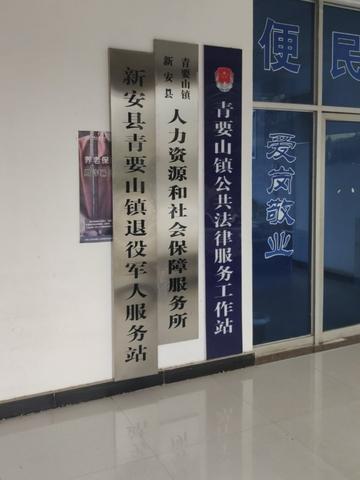 新安县青要山镇退役军人服务站
新安县
青要山镇
人力资源和社会保障服务所
青要山镇公共法律服务工作站
便民
爱岗敬业
养老保